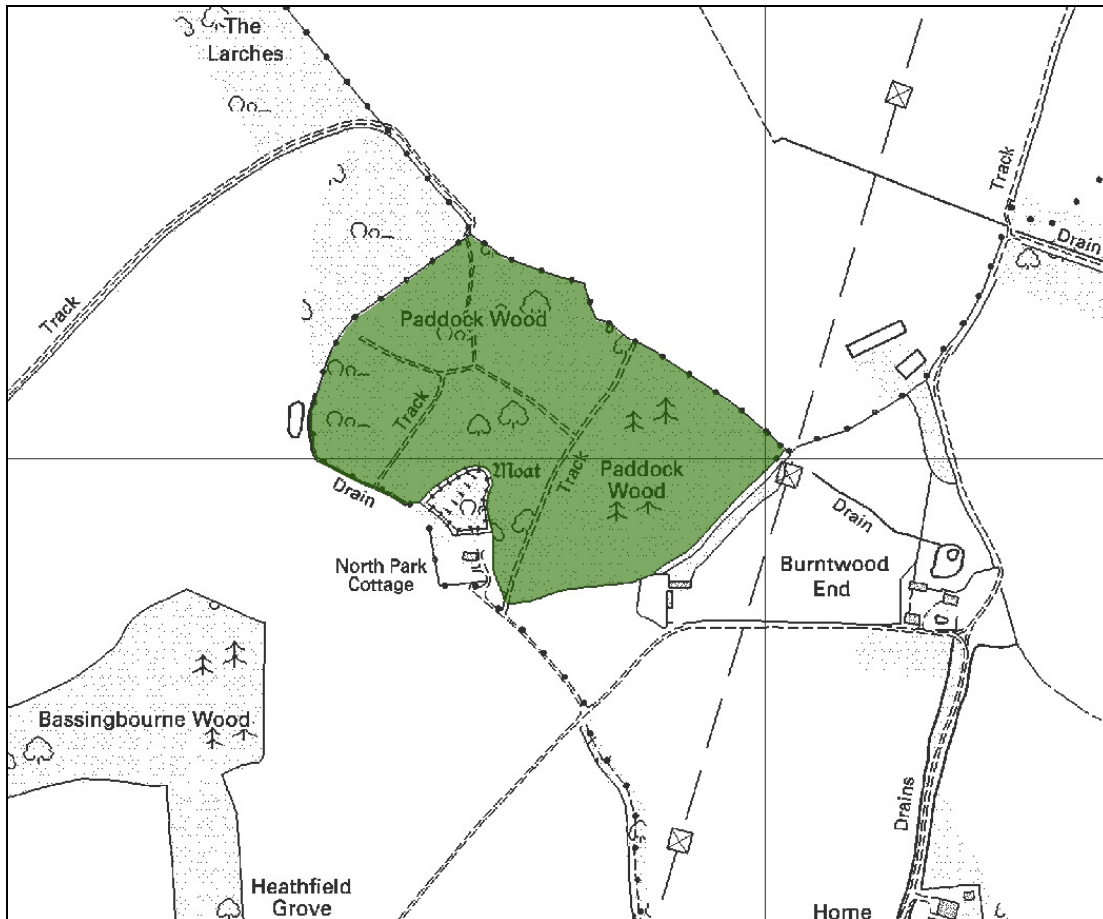 The
Larches
Track
Track
Drain
Paddock Wood
Track
Moat
Track
Paddock
Wood
Drain
Drain
North Park
Cottage
Burntwood
End
Bassingbourne Wood
Drains
Heathfield
Grove
Home